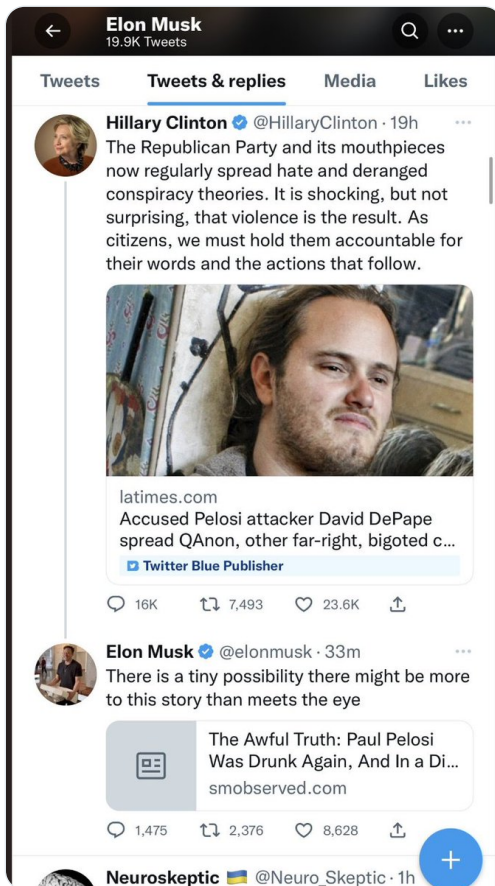 Elon Musk
19.9K Tweets
Tweets Tweets & replies Media Likes
Hillary Clinton @HillaryClinton · 19h
The Republican Party and its mouthpieces
now regularly spread hate and deranged
conspiracy theories. It is shocking, but not
surprising, that violence is the result. As
citizens, we must hold them accountable for
their words and the actions that follow.
latimes.com
Accused Pelosi attacker David DePape
spread QAnon, other far-right, bigoted c...
Twitter Blue Publisher
16K 7,493 23.6K
Elon Musk @elonmusk · 33m
There is a tiny possibility there might be more
to this story than meets the eye
The Awful Truth: Paul Pelosi
Was Drunk Again, And In a Di...
smobserved.com
1,475 2,376 8,628
Neuroskeptic 🇺🇦 @Neuro_Skeptic · 1h